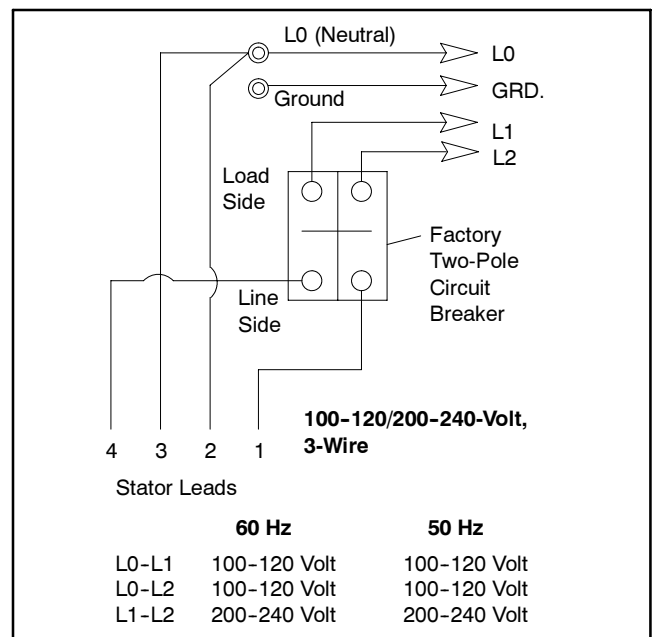 L0 (Neutral)
L0
Ground
GRD.
L1
L2
Load
Side
Factory
Two-Pole
Circuit
Breaker
Line
Side
100-120/200-240-Volt,
3-Wire
4 3 2 1
Stator Leads
60 Hz 50 Hz
L0-L1 100-120 Volt 100-120 Volt
L0-L2 100-120 Volt 100-120 Volt
L1-L2 200-240 Volt 200-240 Volt